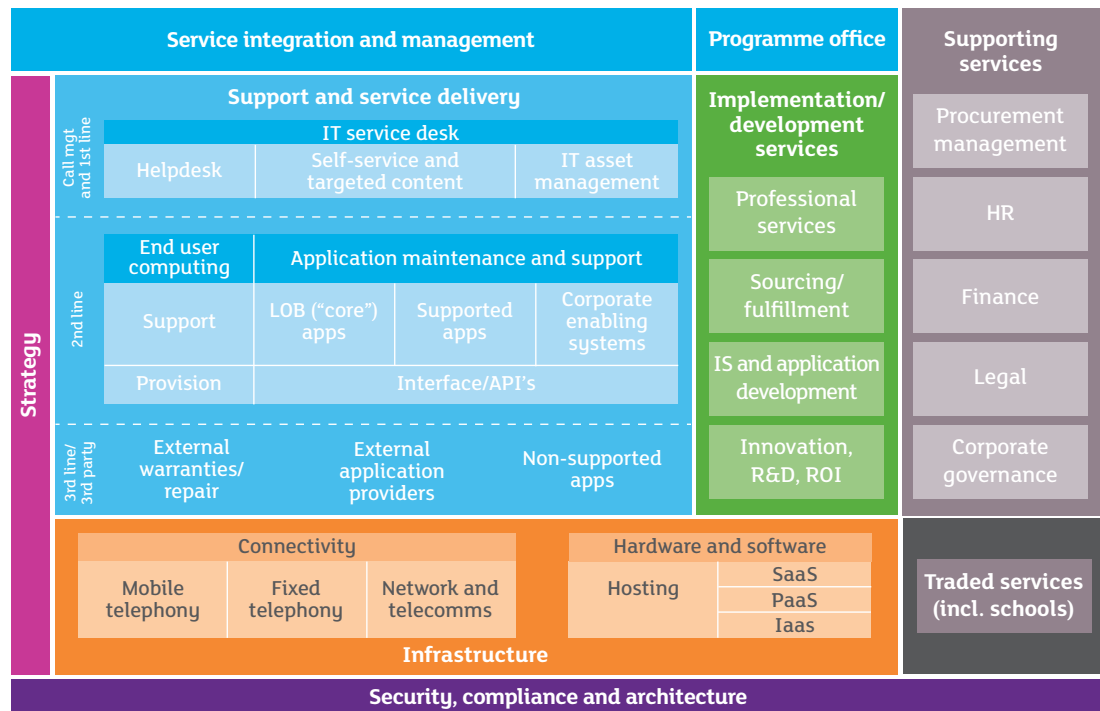 Service integration and management
Programme office
Supporting
services
Strategy
Support and service delivery
Call mgt
and 1st line
IT service desk
Helpdesk
Self-service and
targeted content
IT asset
management
2nd line
End user
computing
Application maintenance and support
Support
LOB (“core”)
apps
Supported
apps
Corporate
enabling
systems
Provision
Interface/API's
3rd line/
3rd party
External
warranties/
repair
External
application
providers
Non-supported
apps
Implementation/
development
services
Professional
services
Sourcing/
fulfillment
IS and application
development
Innovation,
R&D, ROI
Procurement
management
HR
Finance
Legal
Corporate
governance
Connectivity
Mobile
telephony
Fixed
telephony
Network and
telecomms
Hardware and software
Hosting
SaaS
PaaS
Iaas
Infrastructure
Traded services
(incl. schools)
Security, compliance and architecture